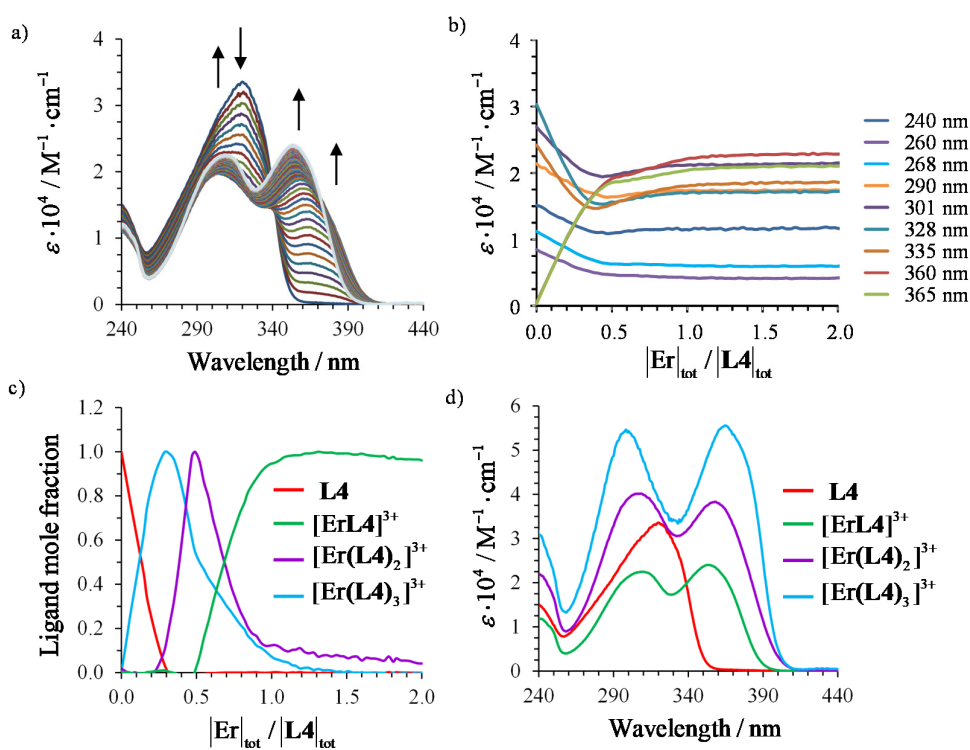 a)
ε·10⁴ / M⁻¹·cm⁻¹
4
3
2
1
0
240 290 340 390 440
Wavelength / nm
b)
ε·10⁴ / M⁻¹·cm⁻¹
4
3
2
1
0
0.0 0.5 1.0 1.5 2.0
|Er|tot / |L4|tot
240 nm
260 nm
268 nm
290 nm
301 nm
328 nm
335 nm
360 nm
365 nm
c)
Ligand mole fraction
1.2
1.0
0.8
0.6
0.4
0.2
0.0
0.0 0.5 1.0 1.5 2.0
|Er|tot / |L4|tot
L4
[ErL4]³⁺
[Er(L4)₂]³⁺
[Er(L4)₃]³⁺
d)
ε·10⁴ / M⁻¹·cm⁻¹
6
5
4
3
2
1
0
240 290 340 390 440
Wavelength / nm
L4
[ErL4]³⁺
[Er(L4)₂]³⁺
[Er(L4)₃]³⁺